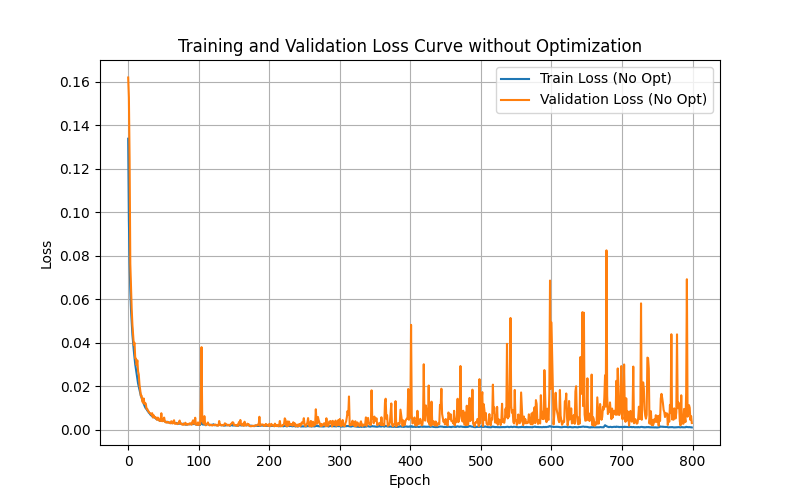 Training and Validation Loss Curve without Optimization
Train Loss (No Opt)
Validation Loss (No Opt)
Loss
0.16
0.14
0.12
0.10
0.08
0.06
0.04
0.02
0.00
0 100 200 300 400 500 600 700 800
Epoch